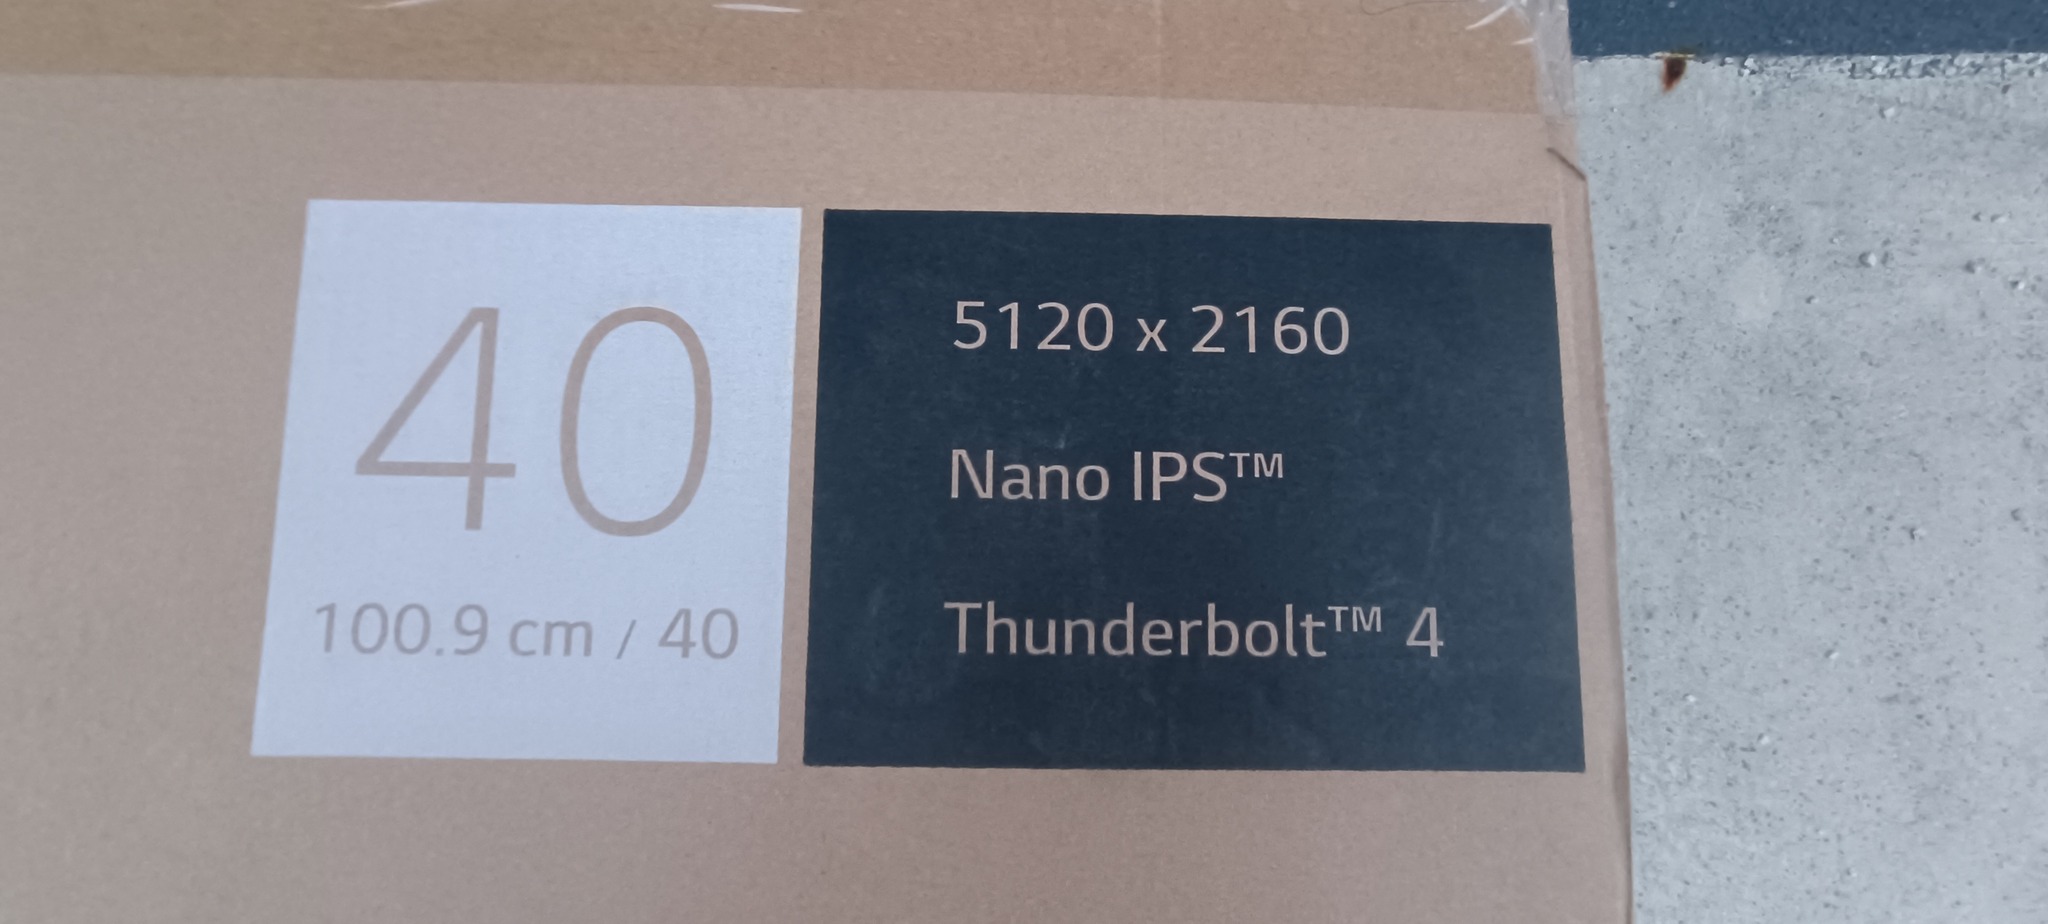 40
100.9 cm / 40
5120 x 2160
Nano IPS™
Thunderbolt™ 4